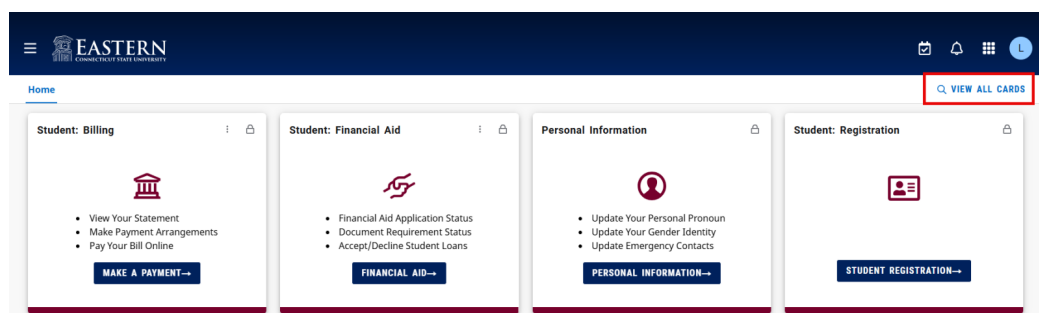 EASTERN
CONNECTICUT STATE UNIVERSITY
L
Home
VIEW ALL CARDS
Student: Billing
View Your Statement
Make Payment Arrangements
Pay Your Bill Online
MAKE A PAYMENT→
Student: Financial Aid
Financial Aid Application Status
Document Requirement Status
Accept/Decline Student Loans
FINANCIAL AID→
Personal Information
Update Your Personal Pronoun
Update Your Gender Identity
Update Emergency Contacts
PERSONAL INFORMATION→
Student: Registration
STUDENT REGISTRATION→